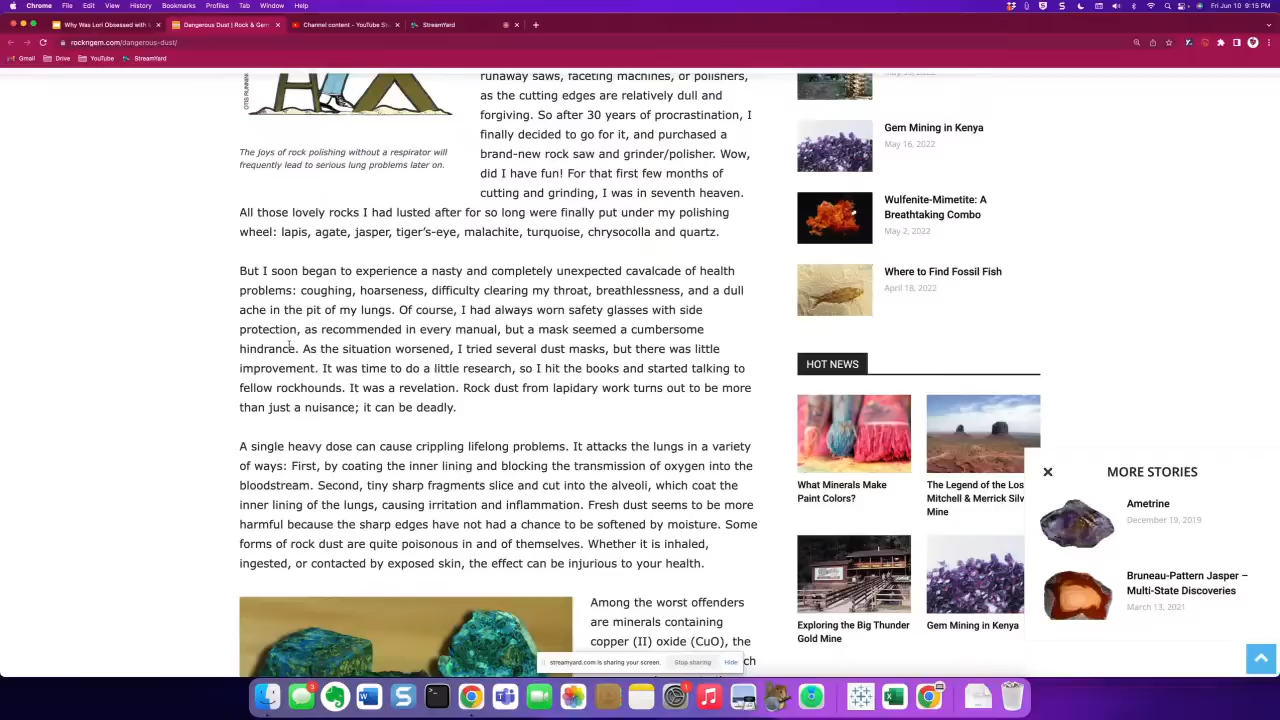 Chrome File Edit View History Bookmarks Profiles Tab Window Help Fri Jun 10 9:15 PM
Why Was Lori Obsessed with Dangerous Dust | Rock & Gem Channel content - YouTube St StreamYard
rockngem.com/dangerous-dust/
Gmail Drive YouTube StreamYard
OTIS RUNNIN
The joys of rock polishing without a respirator will
frequently lead to serious lung problems later on.
runaway saws, faceting machines, or polishers,
as the cutting edges are relatively dull and
forgiving. So after 30 years of procrastination, I
finally decided to go for it, and purchased a
brand-new rock saw and grinder/polisher. Wow,
did I have fun! For that first few months of
cutting and grinding, I was in seventh heaven.
All those lovely rocks I had lusted after for so long were finally put under my polishing
wheel: lapis, agate, jasper, tiger's-eye, malachite, turquoise, chrysocolla and quartz.
But I soon began to experience a nasty and completely unexpected cavalcade of health
problems: coughing, hoarseness, difficulty clearing my throat, breathlessness, and a dull
ache in the pit of my lungs. Of course, I had always worn safety glasses with side
protection, as recommended in every manual, but a mask seemed a cumbersome
hindrance. As the situation worsened, I tried several dust masks, but there was little
improvement. It was time to do a little research, so I hit the books and started talking to
fellow rockhounds. It was a revelation. Rock dust from lapidary work turns out to be more
than just a nuisance; it can be deadly.
A single heavy dose can cause crippling lifelong problems. It attacks the lungs in a variety
of ways: First, by coating the inner lining and blocking the transmission of oxygen into the
bloodstream. Second, tiny sharp fragments slice and cut into the alveoli, which coat the
inner lining of the lungs, causing irritation and inflammation. Fresh dust seems to be more
harmful because the sharp edges have not had a chance to be softened by moisture. Some
forms of rock dust are quite poisonous in and of themselves. Whether it is inhaled,
ingested, or contacted by exposed skin, the effect can be injurious to your health.
Among the worst offenders
are minerals containing
copper (II) oxide (CuO), the
ch
streamyard.com is sharing your screen. Stop sharing Hide
Gem Mining in Kenya
May 16, 2022
Wulfenite-Mimetite: A
Breathtaking Combo
May 2, 2022
Where to Find Fossil Fish
April 18, 2022
HOT NEWS
What Minerals Make
Paint Colors?
The Legend of the Los
Mitchell & Merrick Silv
Mine
Exploring the Big Thunder
Gold Mine
Gem Mining in Kenya
MORE STORIES
Ametrine
December 19, 2019
Bruneau-Pattern Jasper –
Multi-State Discoveries
March 13, 2021